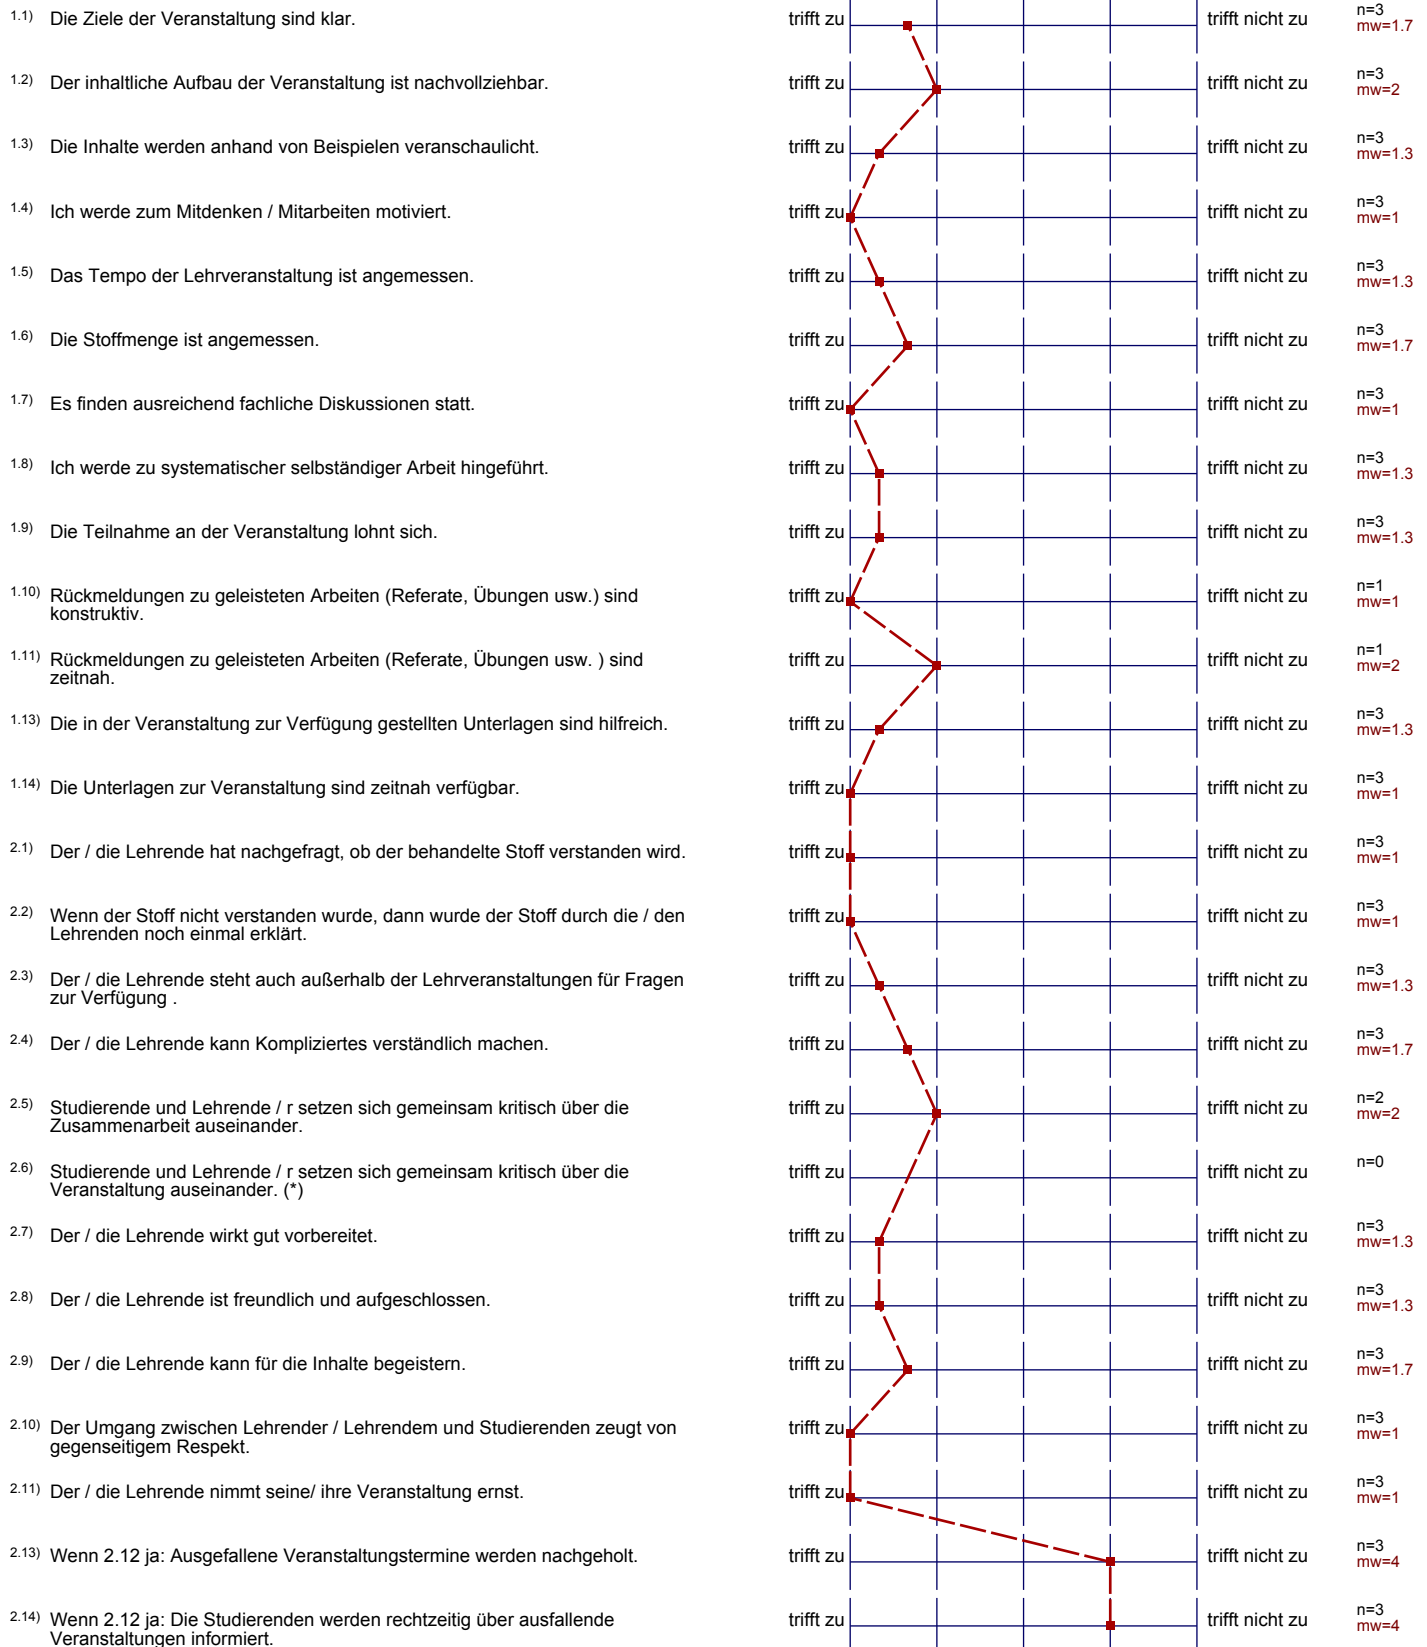 1.1) Die Ziele der Veranstaltung sind klar. trifft zu trifft nicht zu n=3
mw=1.7
1.2) Der inhaltliche Aufbau der Veranstaltung ist nachvollziehbar. trifft zu trifft nicht zu n=3
mw=2
1.3) Die Inhalte werden anhand von Beispielen veranschaulicht. trifft zu trifft nicht zu n=3
mw=1.3
1.4) Ich werde zum Mitdenken / Mitarbeiten motiviert. trifft zu trifft nicht zu n=3
mw=1
1.5) Das Tempo der Lehrveranstaltung ist angemessen. trifft zu trifft nicht zu n=3
mw=1.3
1.6) Die Stoffmenge ist angemessen. trifft zu trifft nicht zu n=3
mw=1.7
1.7) Es finden ausreichend fachliche Diskussionen statt. trifft zu trifft nicht zu n=3
mw=1
1.8) Ich werde zu systematischer selbständiger Arbeit hingeführt. trifft zu trifft nicht zu n=3
mw=1.3
1.9) Die Teilnahme an der Veranstaltung lohnt sich. trifft zu trifft nicht zu n=3
mw=1.3
1.10) Rückmeldungen zu geleisteten Arbeiten (Referate, Übungen usw.) sind trifft zu trifft nicht zu n=1
konstruktiv. mw=1
1.11) Rückmeldungen zu geleisteten Arbeiten (Referate, Übungen usw. ) sind trifft zu trifft nicht zu n=1
zeitnah. mw=2
1.13) Die in der Veranstaltung zur Verfügung gestellten Unterlagen sind hilfreich. trifft zu trifft nicht zu n=3
mw=1.3
1.14) Die Unterlagen zur Veranstaltung sind zeitnah verfügbar. trifft zu trifft nicht zu n=3
mw=1
2.1) Der / die Lehrende hat nachgefragt, ob der behandelte Stoff verstanden wird. trifft zu trifft nicht zu n=3
mw=1
2.2) Wenn der Stoff nicht verstanden wurde, dann wurde der Stoff durch die / den trifft zu trifft nicht zu n=3
Lehrenden noch einmal erklärt. mw=1
2.3) Der / die Lehrende steht auch außerhalb der Lehrveranstaltungen für Fragen trifft zu trifft nicht zu n=3
zur Verfügung . mw=1.3
2.4) Der / die Lehrende kann Kompliziertes verständlich machen. trifft zu trifft nicht zu n=3
mw=1.7
2.5) Studierende und Lehrende / r setzen sich gemeinsam kritisch über die trifft zu trifft nicht zu n=2
Zusammenarbeit auseinander. mw=2
2.6) Studierende und Lehrende / r setzen sich gemeinsam kritisch über die trifft zu trifft nicht zu n=0
Veranstaltung auseinander. (*)
2.7) Der / die Lehrende wirkt gut vorbereitet. trifft zu trifft nicht zu n=3
mw=1.3
2.8) Der / die Lehrende ist freundlich und aufgeschlossen. trifft zu trifft nicht zu n=3
mw=1.3
2.9) Der / die Lehrende kann für die Inhalte begeistern. trifft zu trifft nicht zu n=3
mw=1.7
2.10) Der Umgang zwischen Lehrender / Lehrendem und Studierenden zeugt von trifft zu trifft nicht zu n=3
gegenseitigem Respekt. mw=1
2.11) Der / die Lehrende nimmt seine/ ihre Veranstaltung ernst. trifft zu trifft nicht zu n=3
mw=1
2.13) Wenn 2.12 ja: Ausgefallene Veranstaltungstermine werden nachgeholt. trifft zu trifft nicht zu n=3
mw=4
2.14) Wenn 2.12 ja: Die Studierenden werden rechtzeitig über ausfallende trifft zu trifft nicht zu n=3
Veranstaltungen informiert. mw=4